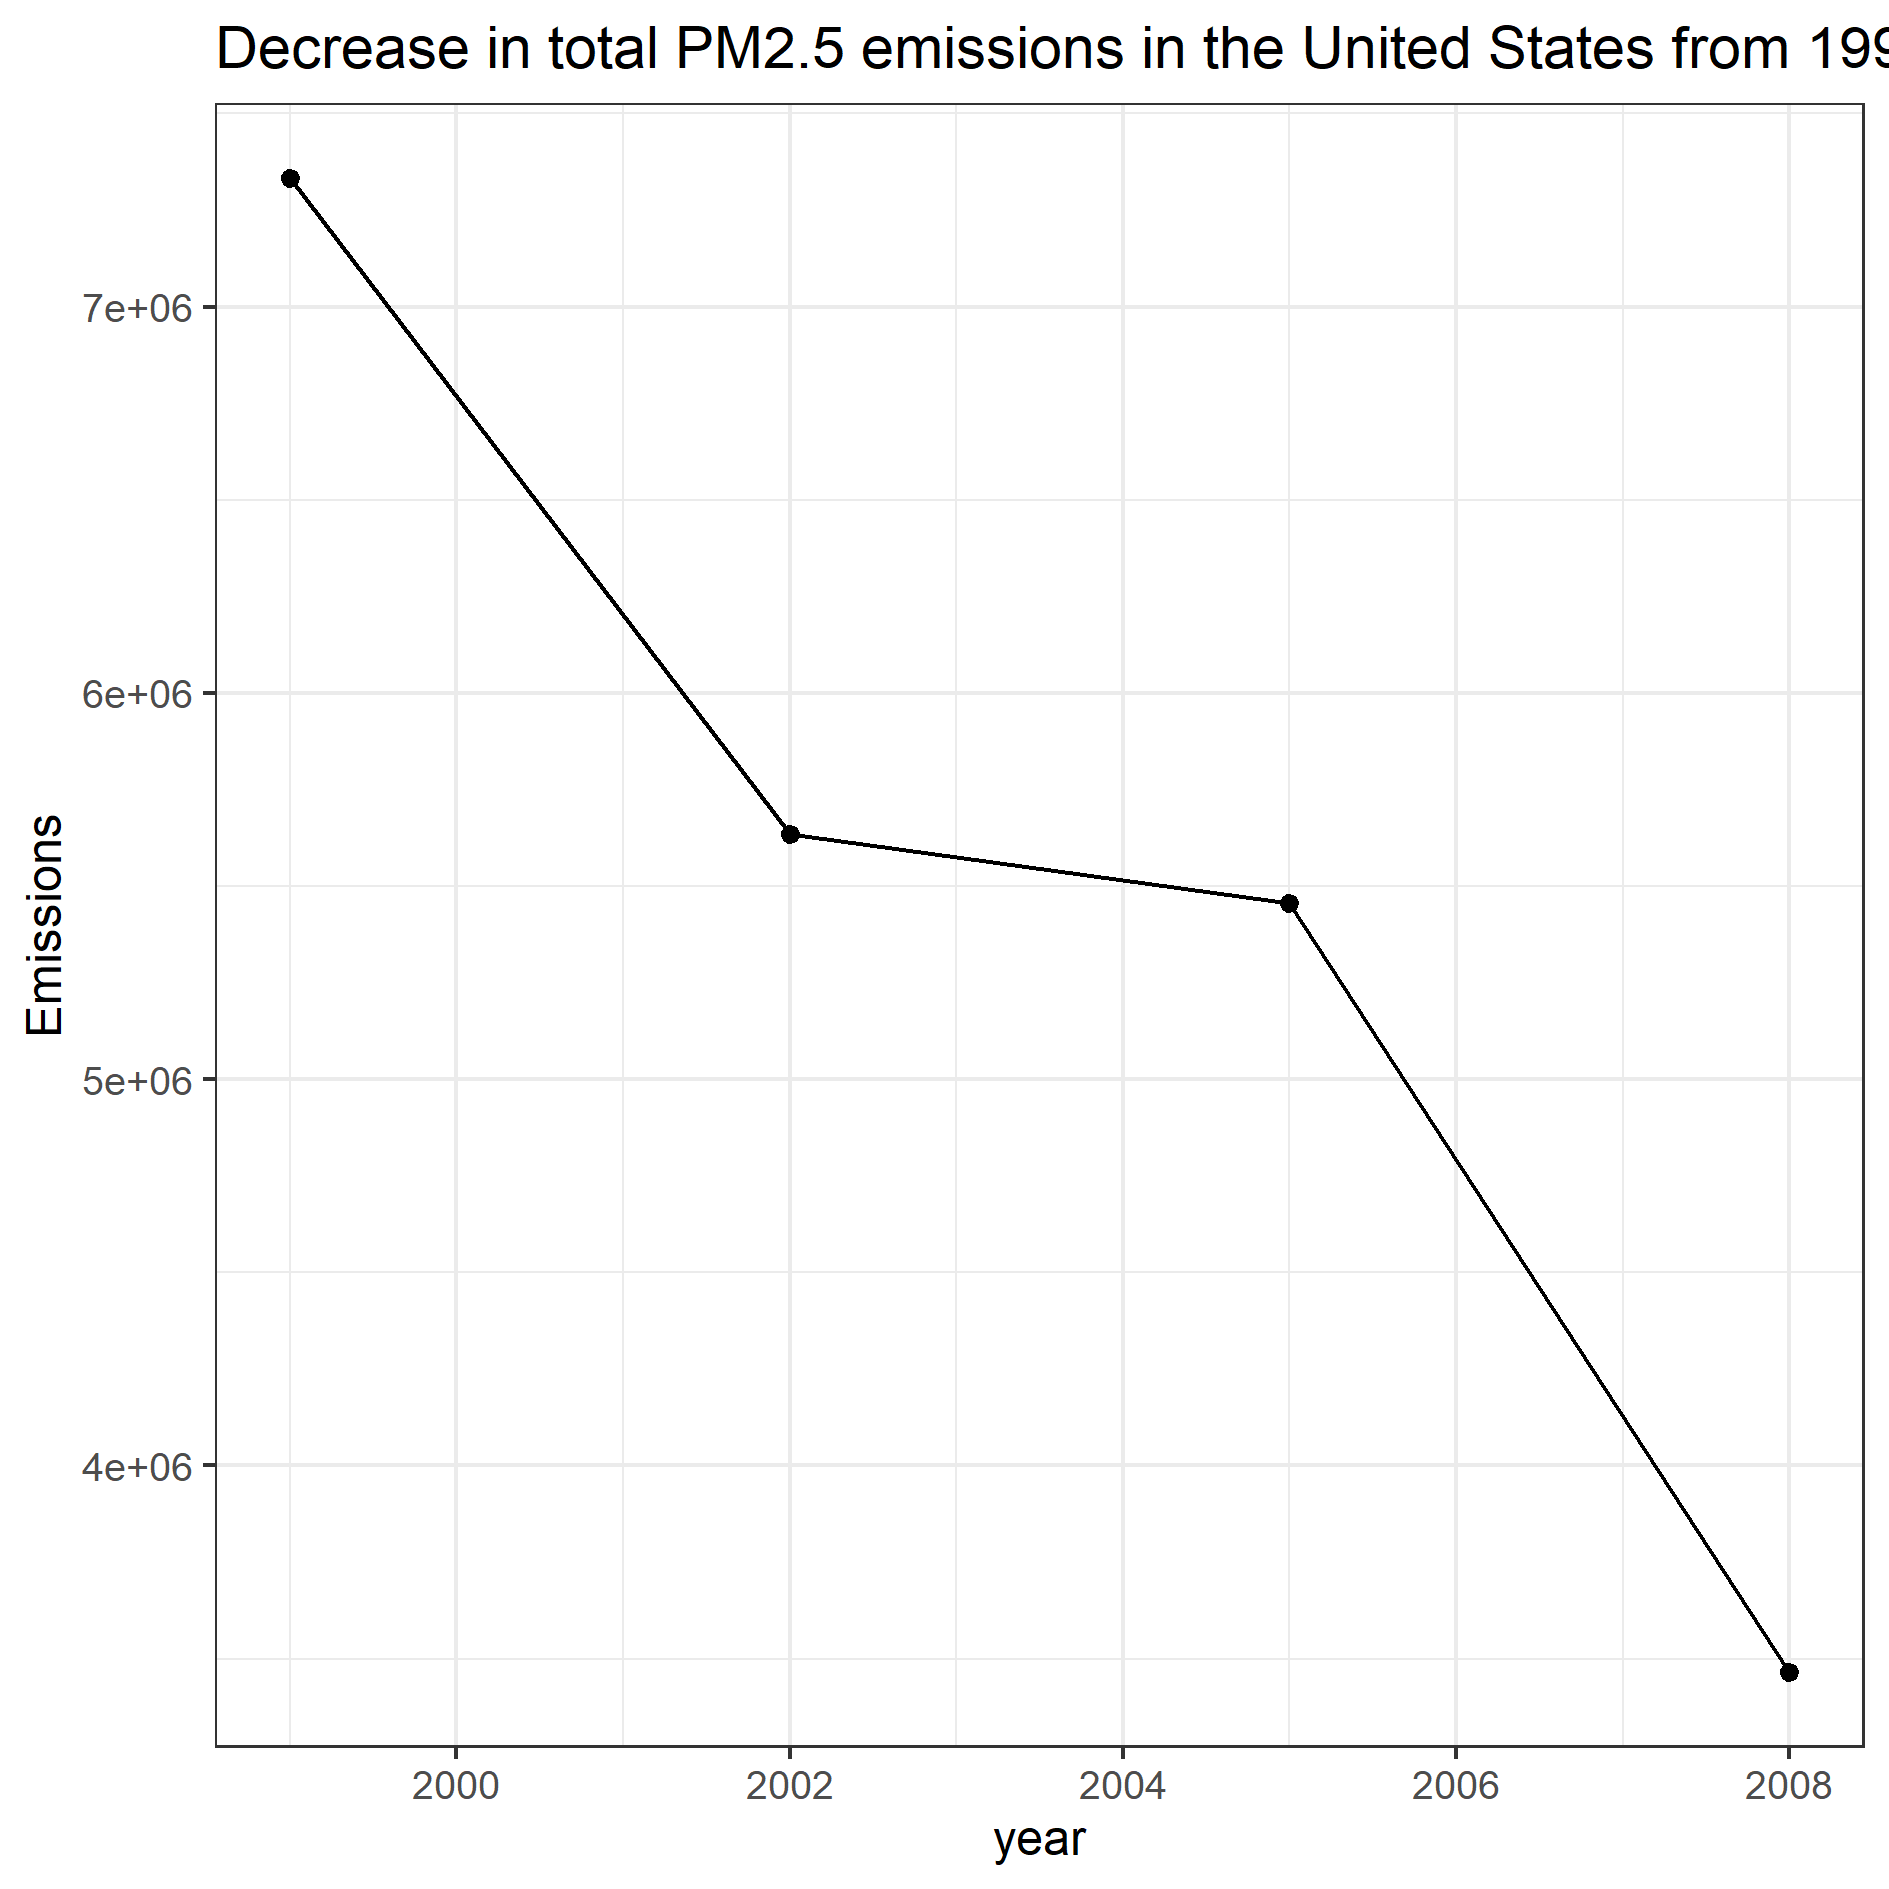 Decrease in total PM2.5 emissions in the United States from 199
7e+06
6e+06
5e+06
4e+06
Emissions
2000 2002 2004 2006 2008
year